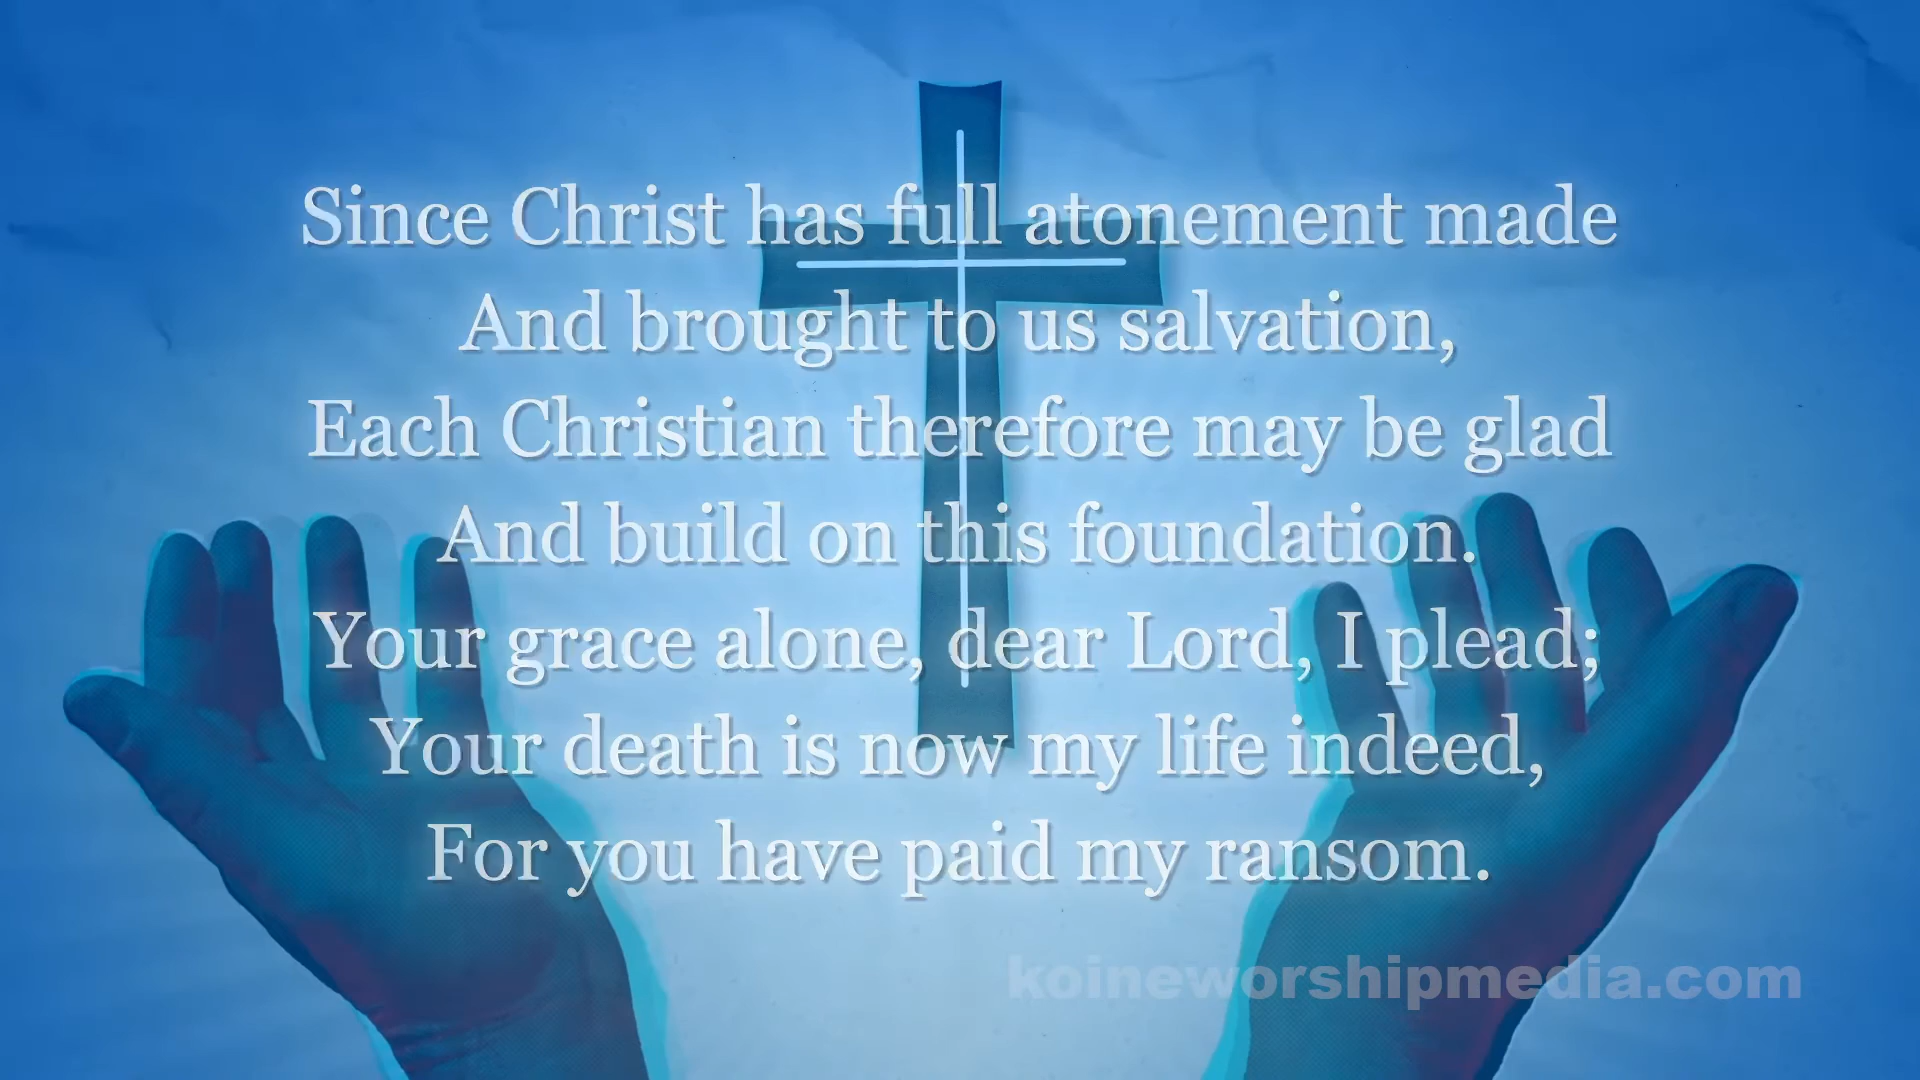 Since Christ has full atonement made
And brought to us salvation,
Each Christian therefore may be glad
And build on this foundation.
Your grace alone, dear Lord, I plead;
Your death is now my life indeed,
For you have paid my ransom.
koineworshipmedia.com